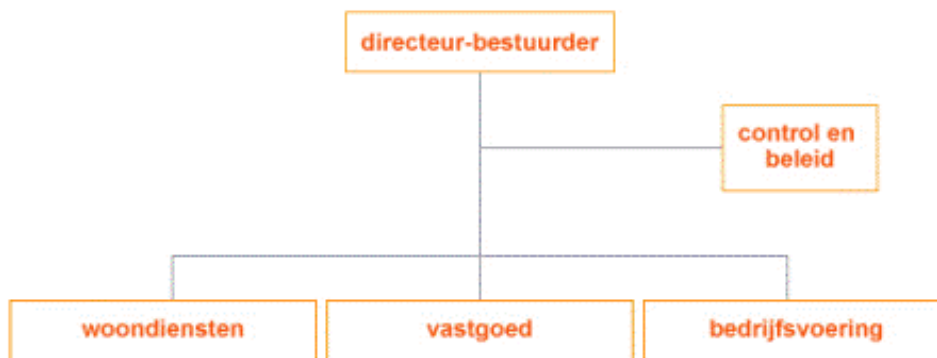 directeur-bestuurder
control en
beleid
woondiensten
vastgoed
bedrijfsvoering